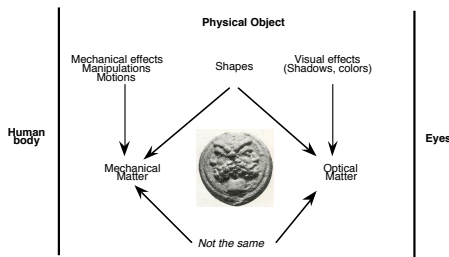 Physical Object
Mechanical effects
Manipulations
Motions
Shapes
Visual effects
(Shadows, colors)
Human
body
Eyes
Mechanical
Matter
Optical
Matter
Not the same